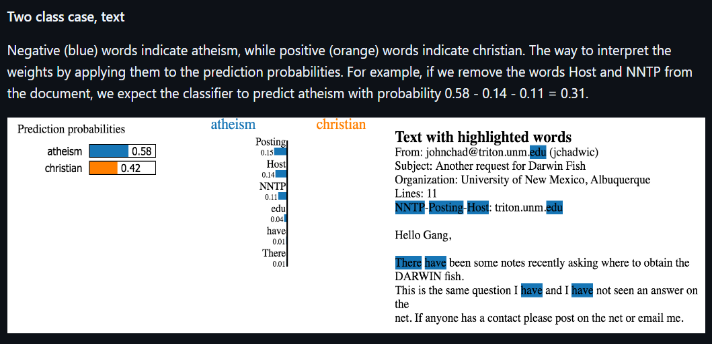 Two class case, text
Negative (blue) words indicate atheism, while positive (orange) words indicate christian. The way to interpret the
weights by applying them to the prediction probabilities. For example, if we remove the words Host and NNTP from
the document, we expect the classifier to predict atheism with probability 0.58 - 0.14 - 0.11 = 0.31.
Prediction probabilities
atheism 0.58
christian 0.42
atheism christian
Posting
0.15
Host
0.14
NNTP
0.11
edu
0.04
have
0.01
There
0.01
Text with highlighted words
From: johnchad@triton.unm.edu (jchadwic)
Subject: Another request for Darwin Fish
Organization: University of New Mexico, Albuquerque
Lines: 11
NNTP-Posting-Host: triton.unm.edu
Hello Gang,
There have been some notes recently asking where to obtain the
DARWIN fish.
This is the same question I have and I have not seen an answer on
the
net. If anyone has a contact please post on the net or email me.